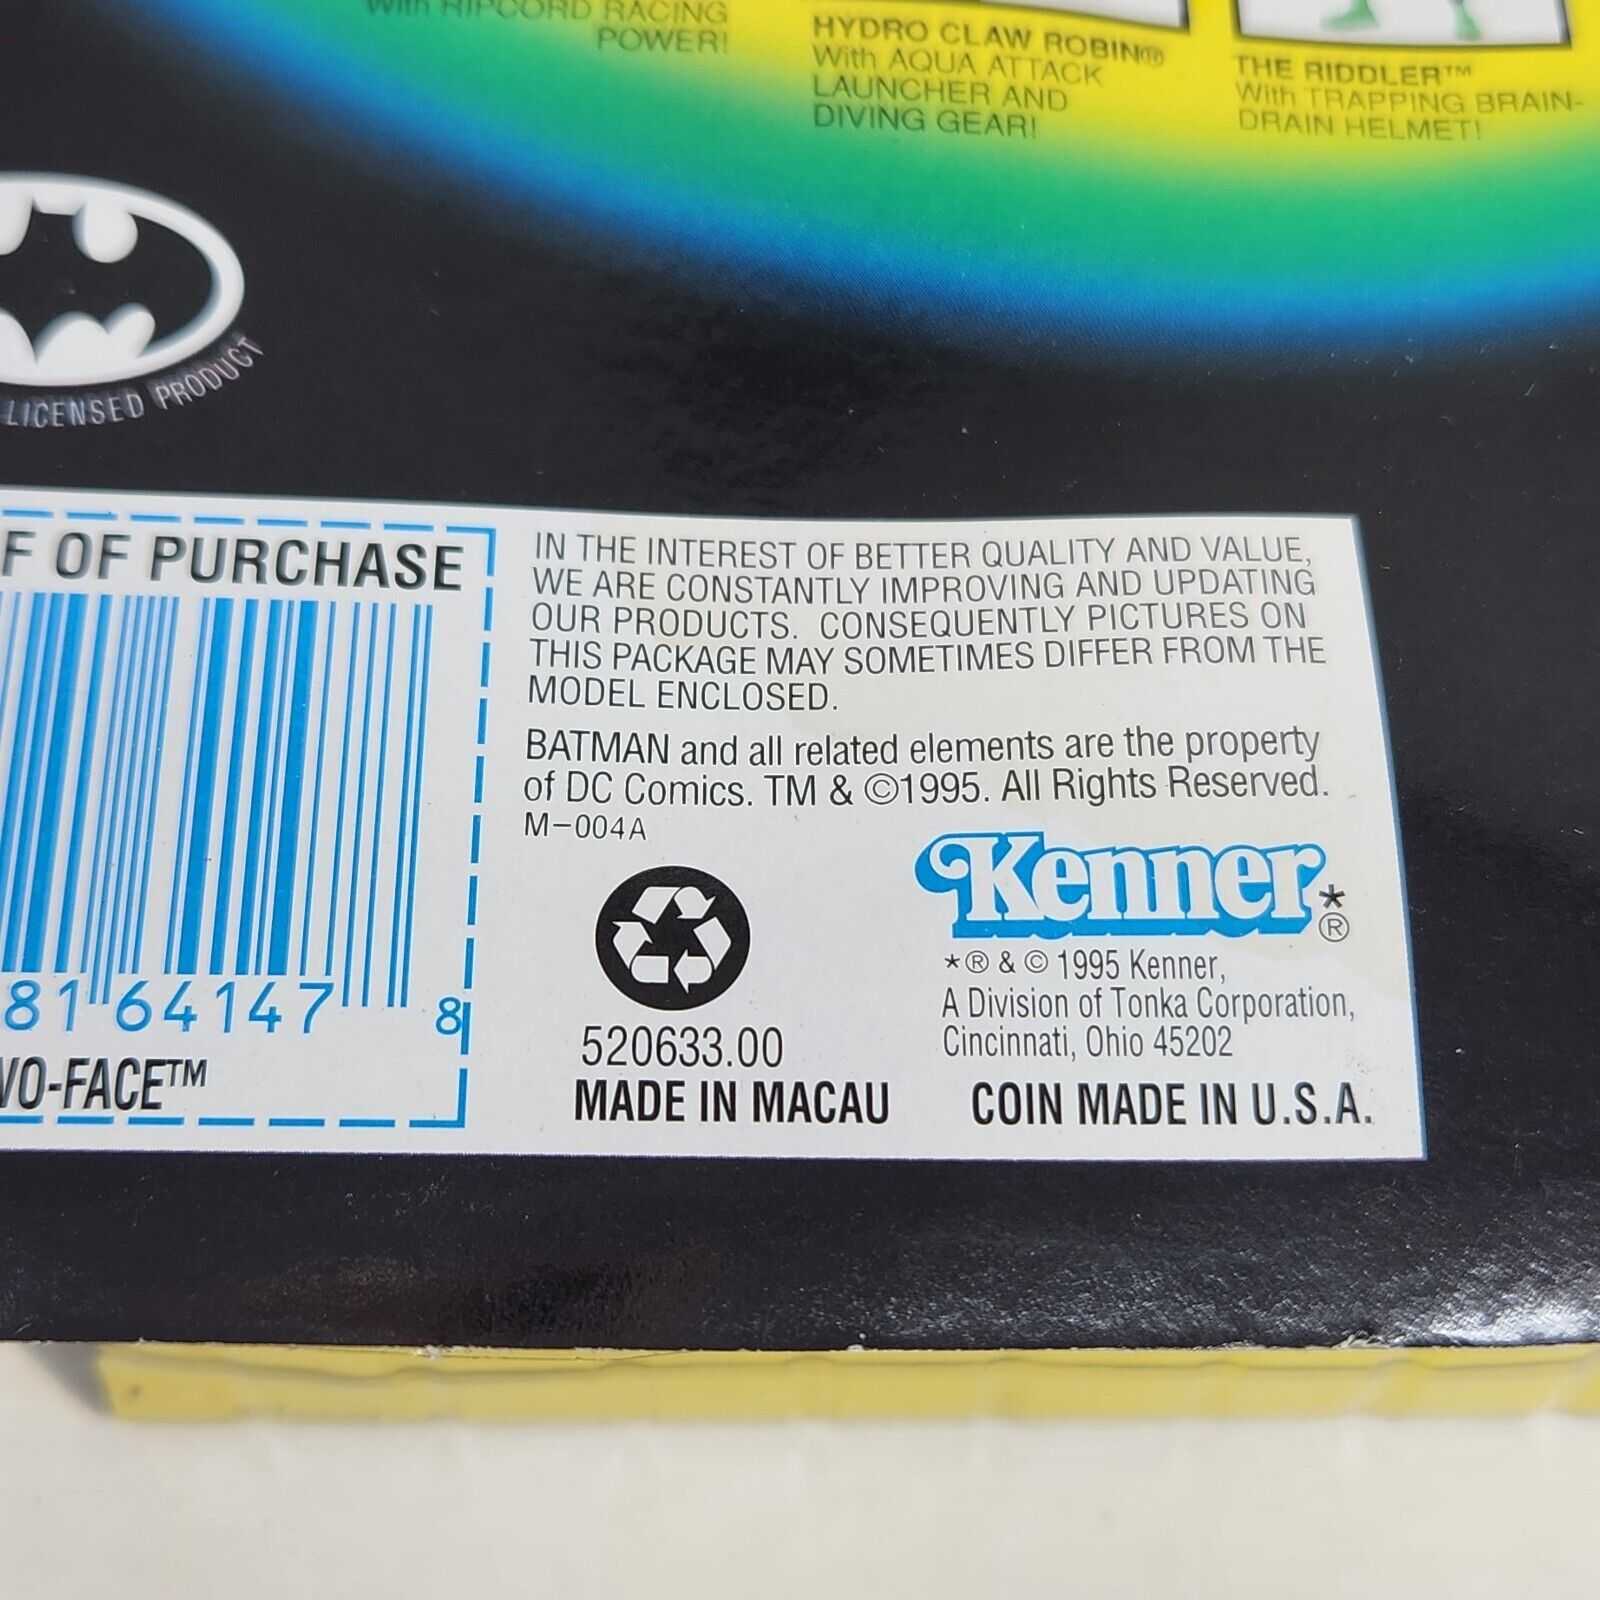 With RIPCORD RACING
POWER!
HYDRO CLAW ROBIN®
With AQUA ATTACK
LAUNCHER AND
DIVING GEAR!
THE RIDDLER™
With TRAPPING BRAIN-
DRAIN HELMET!
LICENSED PRODUCT
F OF PURCHASE
81 64147 8
WO-FACE™
IN THE INTEREST OF BETTER QUALITY AND VALUE,
WE ARE CONSTANTLY IMPROVING AND UPDATING
OUR PRODUCTS. CONSEQUENTLY PICTURES ON
THIS PACKAGE MAY SOMETIMES DIFFER FROM THE
MODEL ENCLOSED.
BATMAN and all related elements are the property
of DC Comics. TM & ©1995. All Rights Reserved.
M-004A
520633.00
MADE IN MACAU
Kenner*®
*® & © 1995 Kenner,
A Division of Tonka Corporation,
Cincinnati, Ohio 45202
COIN MADE IN U.S.A.